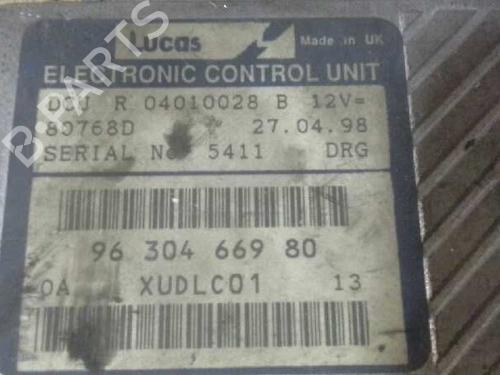 Lucas
Made in UK
ELECTRONIC CONTROL UNIT
DCU R 04010028 B 12V=
80768D 27.04.98
SERIAL No 5411 DRG
96 304 669 80
0A XUDLC01 13